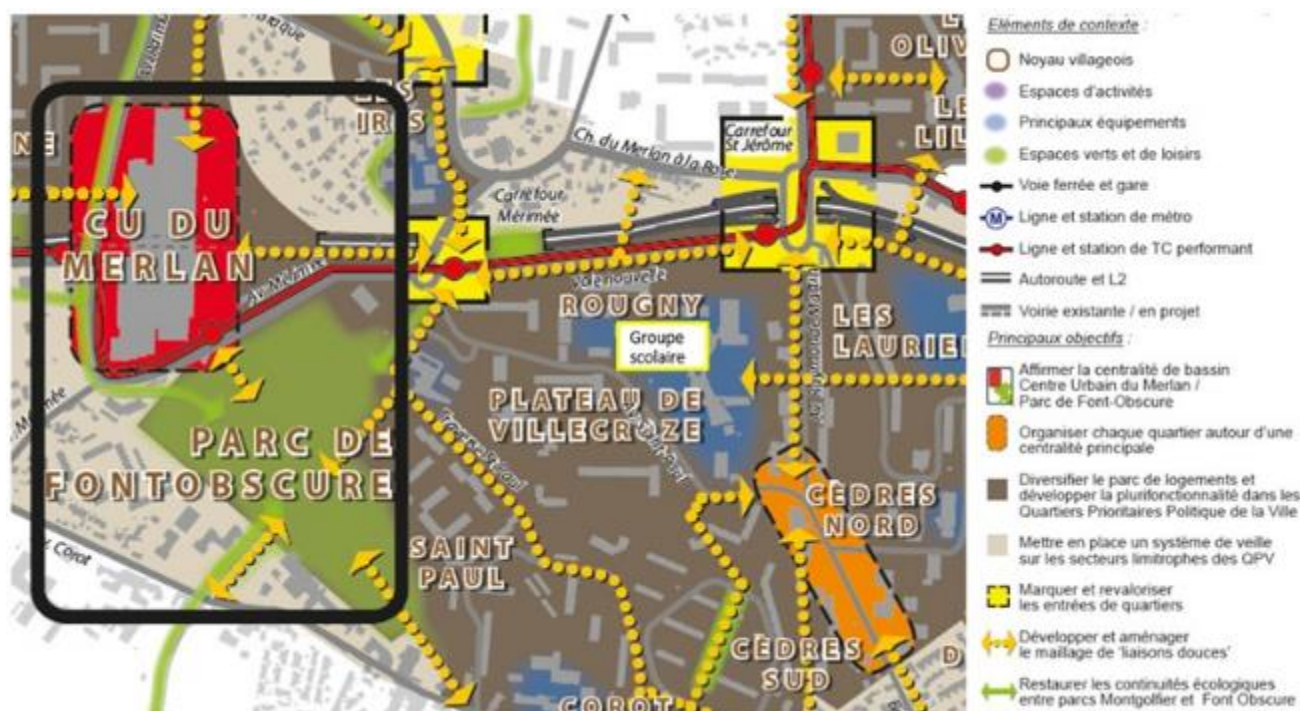 OLIV
LES
IRIS
LE
LIL
NE
Carrefour
St Jérôme
Ch. du Merlan à la Rose
Carrefour
Mérimée
CU DU
MERLAN
Av. Mérimée
Voie nouvelle
ROUGNY
Groupe
scolaire
LES
LAURIE
PLATEAU DE
VILLECROZE
PARC DE
FONTOBSCURE
CÈDRES
NORD
SAINT
PAUL
Corot
CÈDRES
SUD
D
COROT
Eléments de contexte :
Noyau villageois
Espaces d'activités
Principaux équipements
Espaces verts et de loisirs
Voie ferrée et gare
M
Ligne et station de métro
Ligne et station de TC performant
Autoroute et L2
Voirie existante / en projet
Principaux objectifs :
Affirmer la centralité de bassin
Centre Urbain du Merlan /
Parc de Font-Obscure
Organiser chaque quartier autour d'une
centralité principale
Diversifier le parc de logements et
développer la plurifonctionnalité dans les
Quartiers Prioritaires Politique de la Ville
Mettre en place un système de veille
sur les secteurs limitrophes des QPV
Marquer et revaloriser
les entrées de quartiers
Développer et aménager
le maillage de 'liaisons douces'
Restaurer les continuités écologiques
entre parcs Montgolfier et Font Obscure